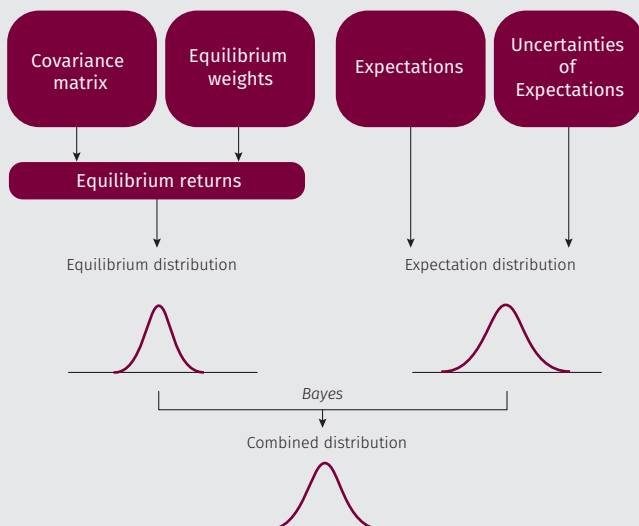 Covariance
matrix
Equilibrium
weights
Expectations
Uncertainties
of
Expectations
Equilibrium returns
Equilibrium distribution
Expectation distribution
Bayes
Combined distribution